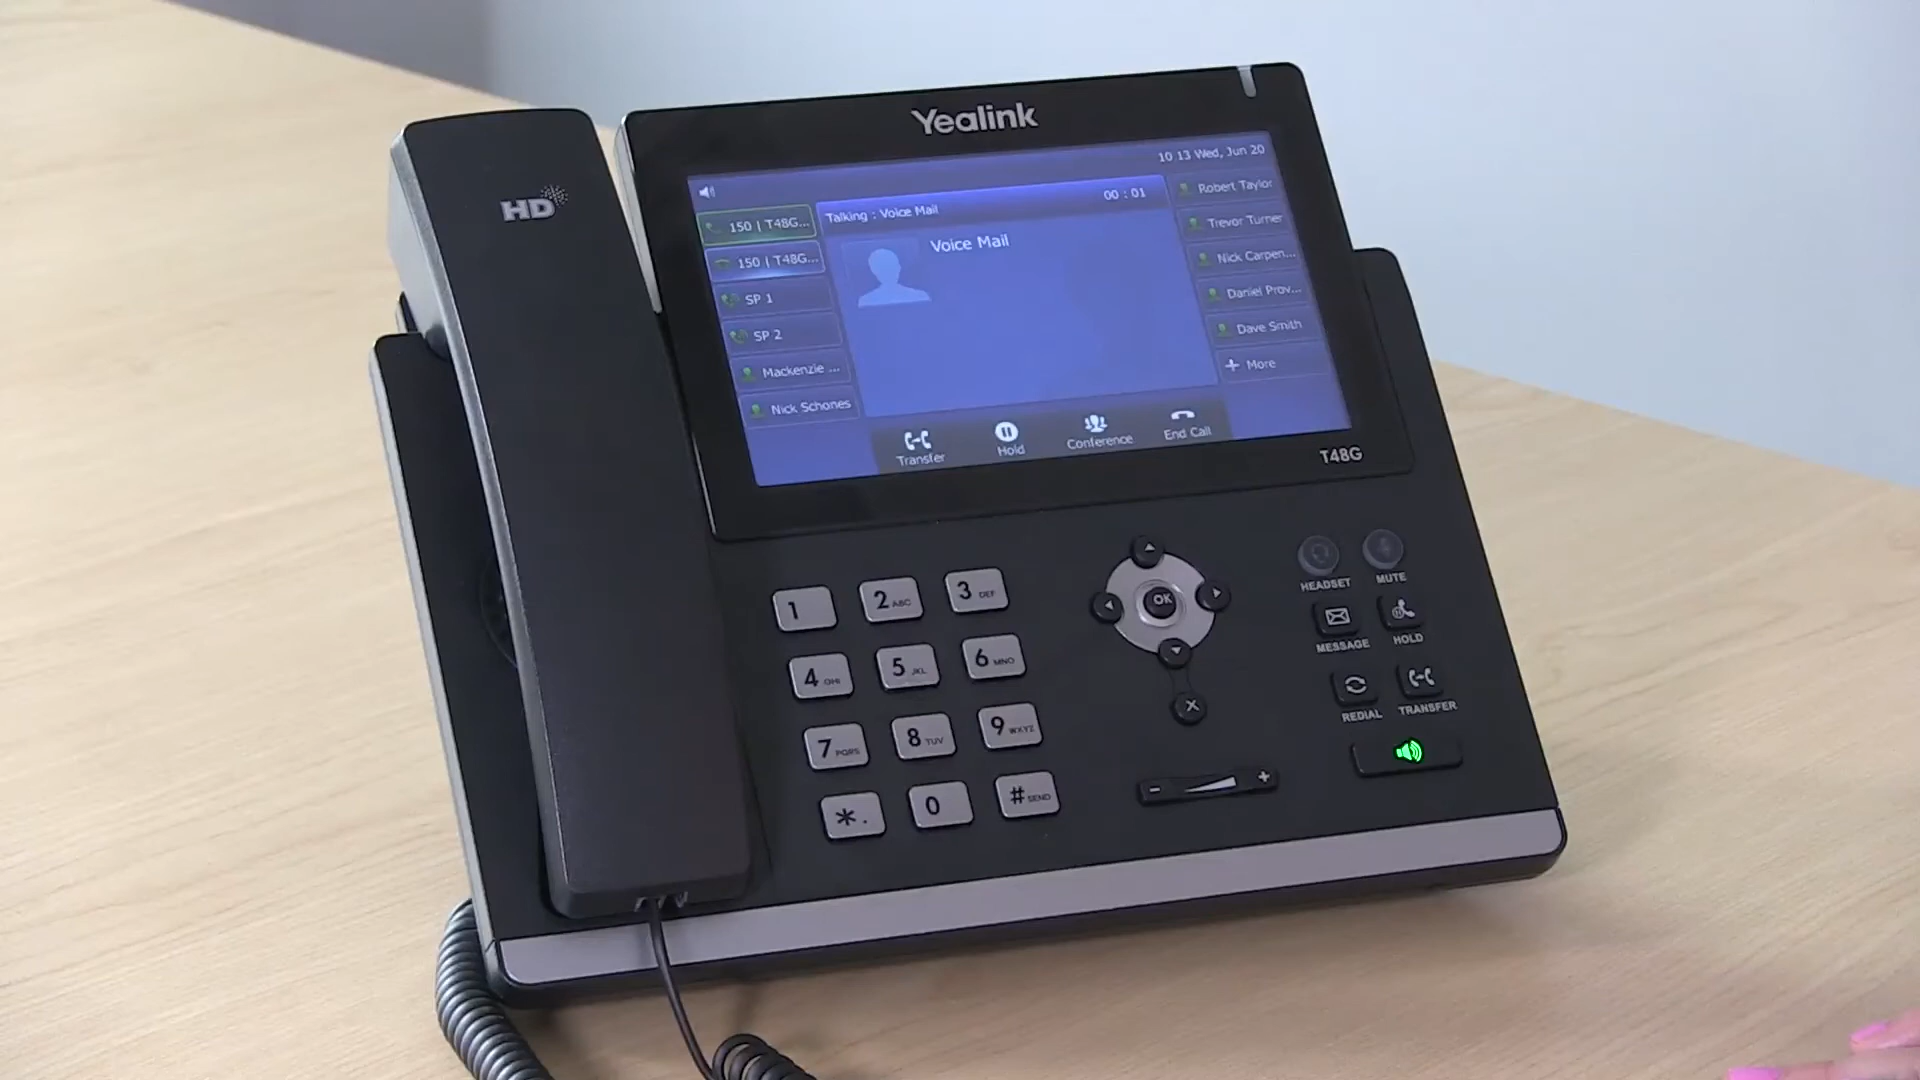 Yealink
HD
10 13 Wed, Jun 20
150 | T48G...
150 | T48G...
SP 1
SP 2
Mackenzie ...
Nick Schones
Talking : Voice Mail
00 : 01
Voice Mail
Robert Taylor
Trevor Turner
Nick Carpen...
Daniel Prov...
Dave Smith
+ More
Transfer
Hold
Conference
End Call
T48G
1
2 ABC
3 DEF
4 GHI
5 JKL
6 MNO
7 PQRS
8 TUV
9 WXYZ
* .
0
# SEND
OK
X
-
+
HEADSET
MUTE
MESSAGE
HOLD
REDIAL
TRANSFER